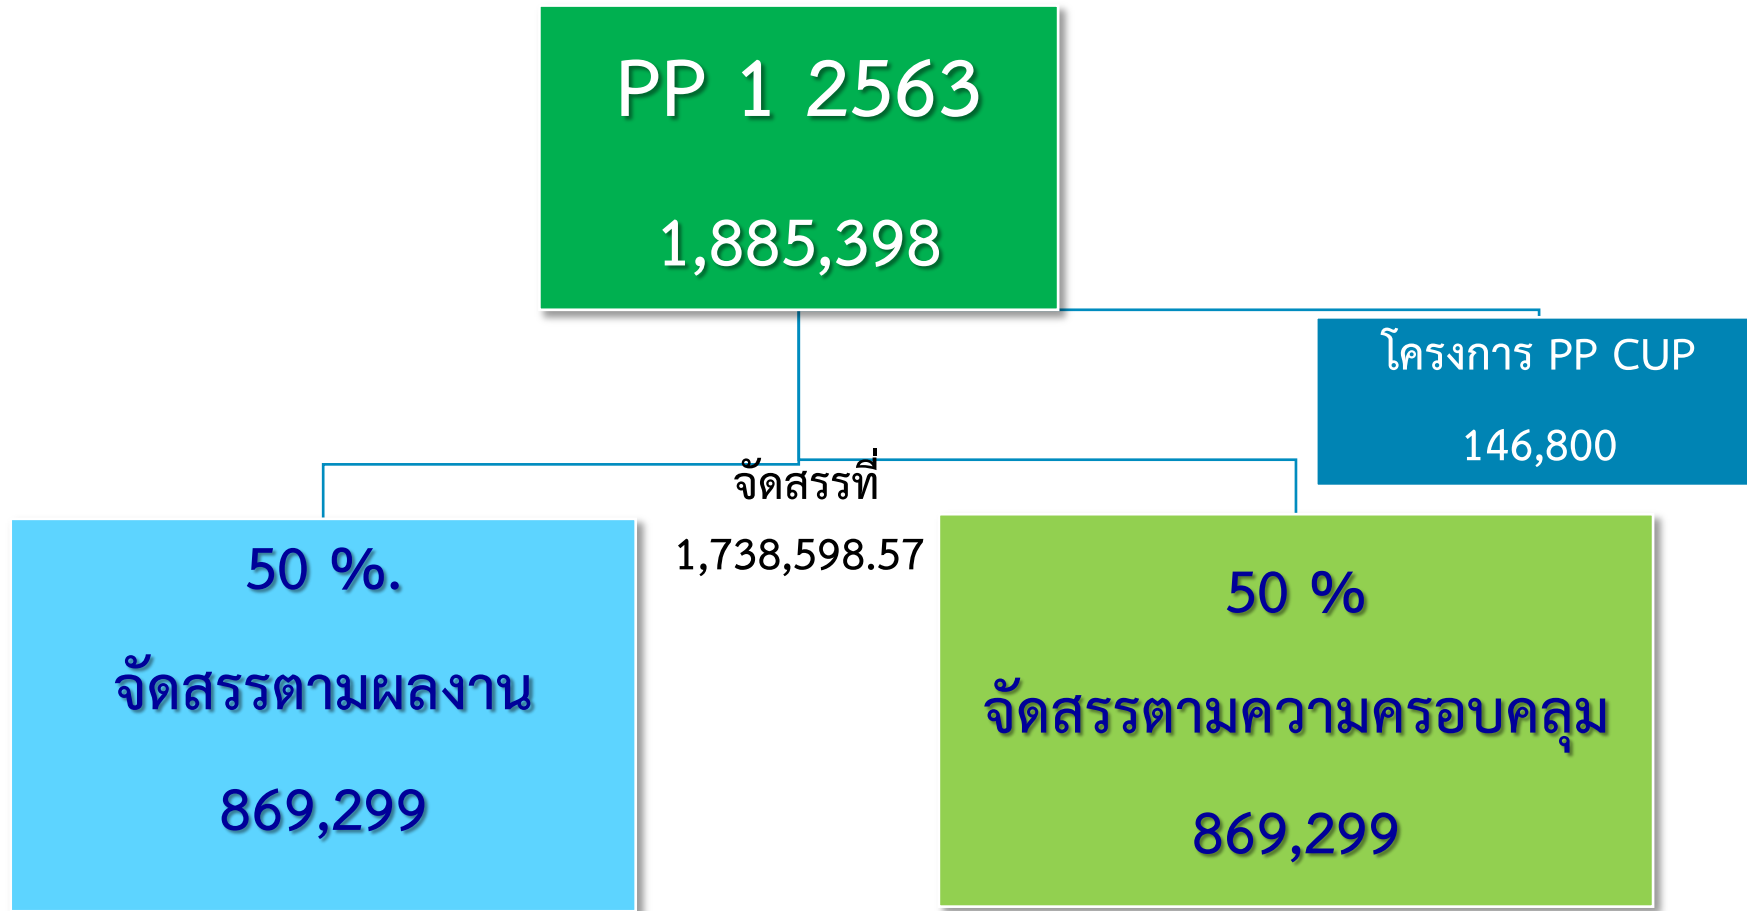 PP 1 2563
1,885,398
โครงการ PP CUP
146,800
จัดสรรที่
1,738,598.57
50 %.
จัดสรรตามผลงาน
869,299
50 %
จัดสรรตามความครอบคลุม
869,299